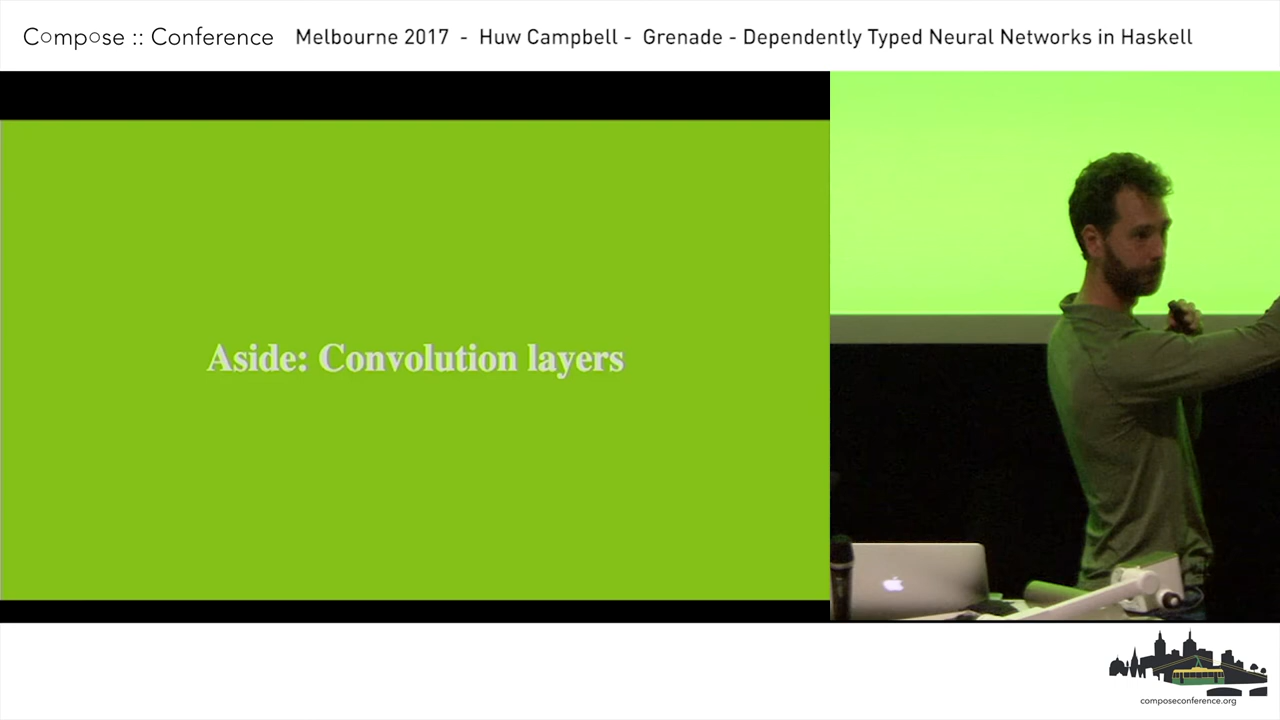 Compose :: Conference Melbourne 2017 - Huw Campbell - Grenade - Dependently Typed Neural Networks in Haskell
Aside: Convolution layers
composeconference.org